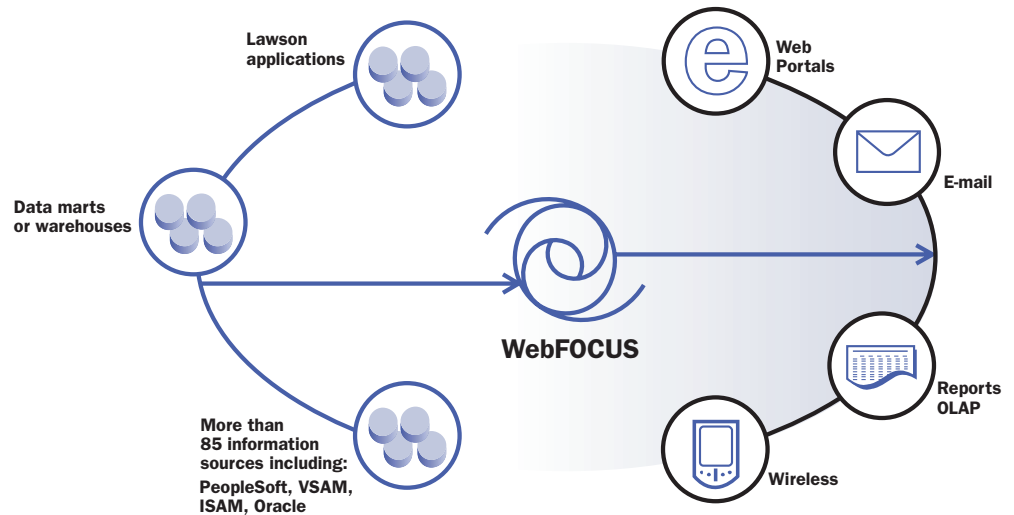 Lawson
applications
Web
Portals
E-mail
Data marts
or warehouses
WebFOCUS
Reports
OLAP
More than
85 information
sources including:
PeopleSoft, VSAM,
ISAM, Oracle
Wireless